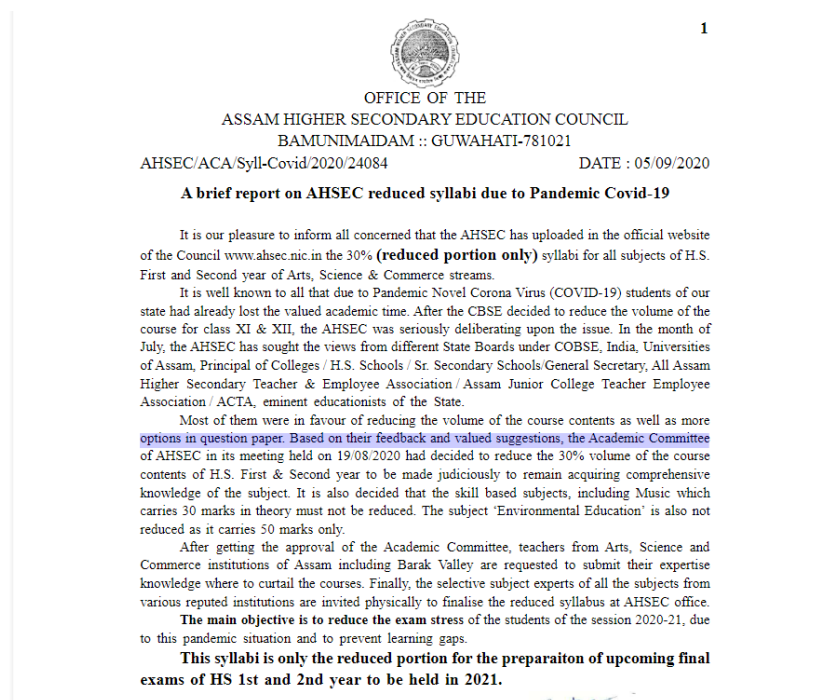 1
OFFICE OF THE
ASSAM HIGHER SECONDARY EDUCATION COUNCIL
BAMUNIMAIDAM :: GUWAHATI-781021
AHSEC/ACA/Syll-Covid/2020/24084 DATE : 05/09/2020
A brief report on AHSEC reduced syllabi due to Pandemic Covid-19
It is our pleasure to inform all concerned that the AHSEC has uploaded in the official website
of the Council www.ahsec.nic.in the 30% (reduced portion only) syllabi for all subjects of H.S.
First and Second year of Arts, Science & Commerce streams.
It is well known to all that due to Pandemic Novel Corona Virus (COVID-19) students of our
state had already lost the valued academic time. After the CBSE decided to reduce the volume of the
course for class XI & XII, the AHSEC was seriously deliberating upon the issue. In the month of
July, the AHSEC has sought the views from different State Boards under COBSE, India, Universities
of Assam, Principal of Colleges / H.S. Schools / Sr. Secondary Schools/General Secretary, All Assam
Higher Secondary Teacher & Employee Association / Assam Junior College Teacher Employee
Association / ACTA, eminent educationists of the State.
Most of them were in favour of reducing the volume of the course contents as well as more
options in question paper. Based on their feedback and valued suggestions, the Academic Committee
of AHSEC in its meeting held on 19/08/2020 had decided to reduce the 30% volume of the course
contents of H.S. First & Second year to be made judiciously to remain acquiring comprehensive
knowledge of the subject. It is also decided that the skill based subjects, including Music which
carries 30 marks in theory must not be reduced. The subject ‘Environmental Education’ is also not
reduced as it carries 50 marks only.
After getting the approval of the Academic Committee, teachers from Arts, Science and
Commerce institutions of Assam including Barak Valley are requested to submit their expertise
knowledge where to curtail the courses. Finally, the selective subject experts of all the subjects from
various reputed institutions are invited physically to finalise the reduced syllabus at AHSEC office.
The main objective is to reduce the exam stress of the students of the session 2020-21, due
to this pandemic situation and to prevent learning gaps.
This syllabi is only the reduced portion for the preparaiton of upcoming final
exams of HS 1st and 2nd year to be held in 2021.